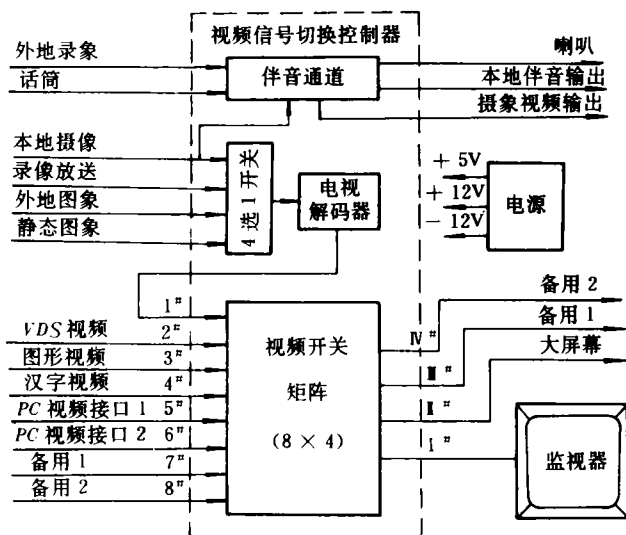 视频信号切换控制器
外地录象
话筒
伴音通道
喇叭
本地伴音输出
摄象视频输出
本地摄像
录像放送
外地图象
静态图象
4选1开关
电视
解码器
+5V
+12V
-12V
电源
1#
VDS视频 2#
图形视频 3#
汉字视频 4#
PC视频接口1 5#
PC视频接口2 6#
备用1 7#
备用2 8#
视频开关
矩阵
(8×4)
Ⅳ#
Ⅲ#
Ⅱ#
Ⅰ#
备用2
备用1
大屏幕
监视器